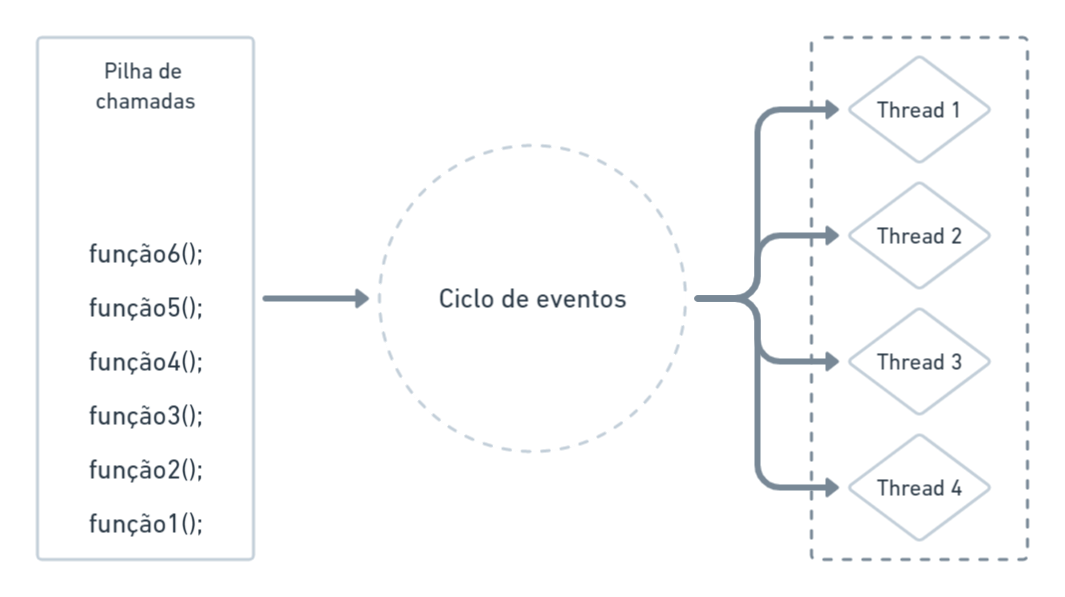 Pilha de
chamadas
função6();
função5();
função4();
função3();
função2();
função1();
Ciclo de eventos
Thread 1
Thread 2
Thread 3
Thread 4